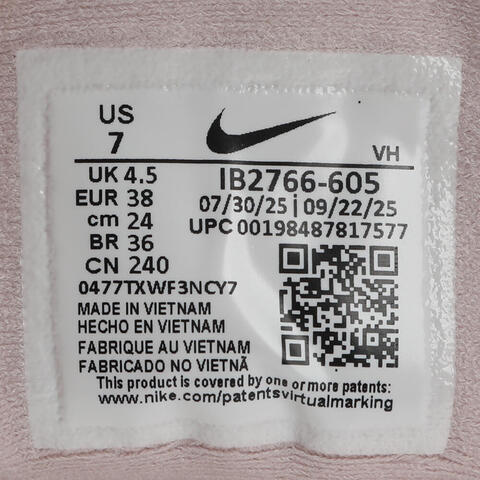 US
7
VH
UK 4.5
EUR 38
cm 24
BR 36
CN 240
IB2766-605
07/30/25 | 09/22/25
UPC 00198487817577
0477TXWF3NCY7
MADE IN VIETNAM
HECHO EN VIETNAM
FABRIQUE AU VIETNAM
FABRICADO NO VIETNÃ
This product is covered by one or more patents:
www.nike.com/patentsvirtualmarking